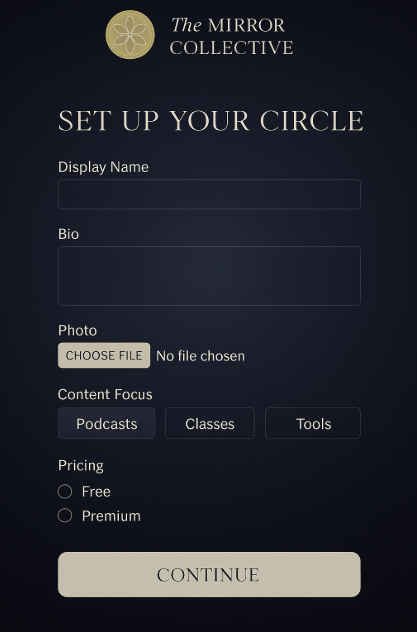 The MIRROR
COLLECTIVE
SET UP YOUR CIRCLE
Display Name
Bio
Photo
CHOOSE FILE No file chosen
Content Focus
Podcasts Classes Tools
Pricing
Free
Premium
CONTINUE